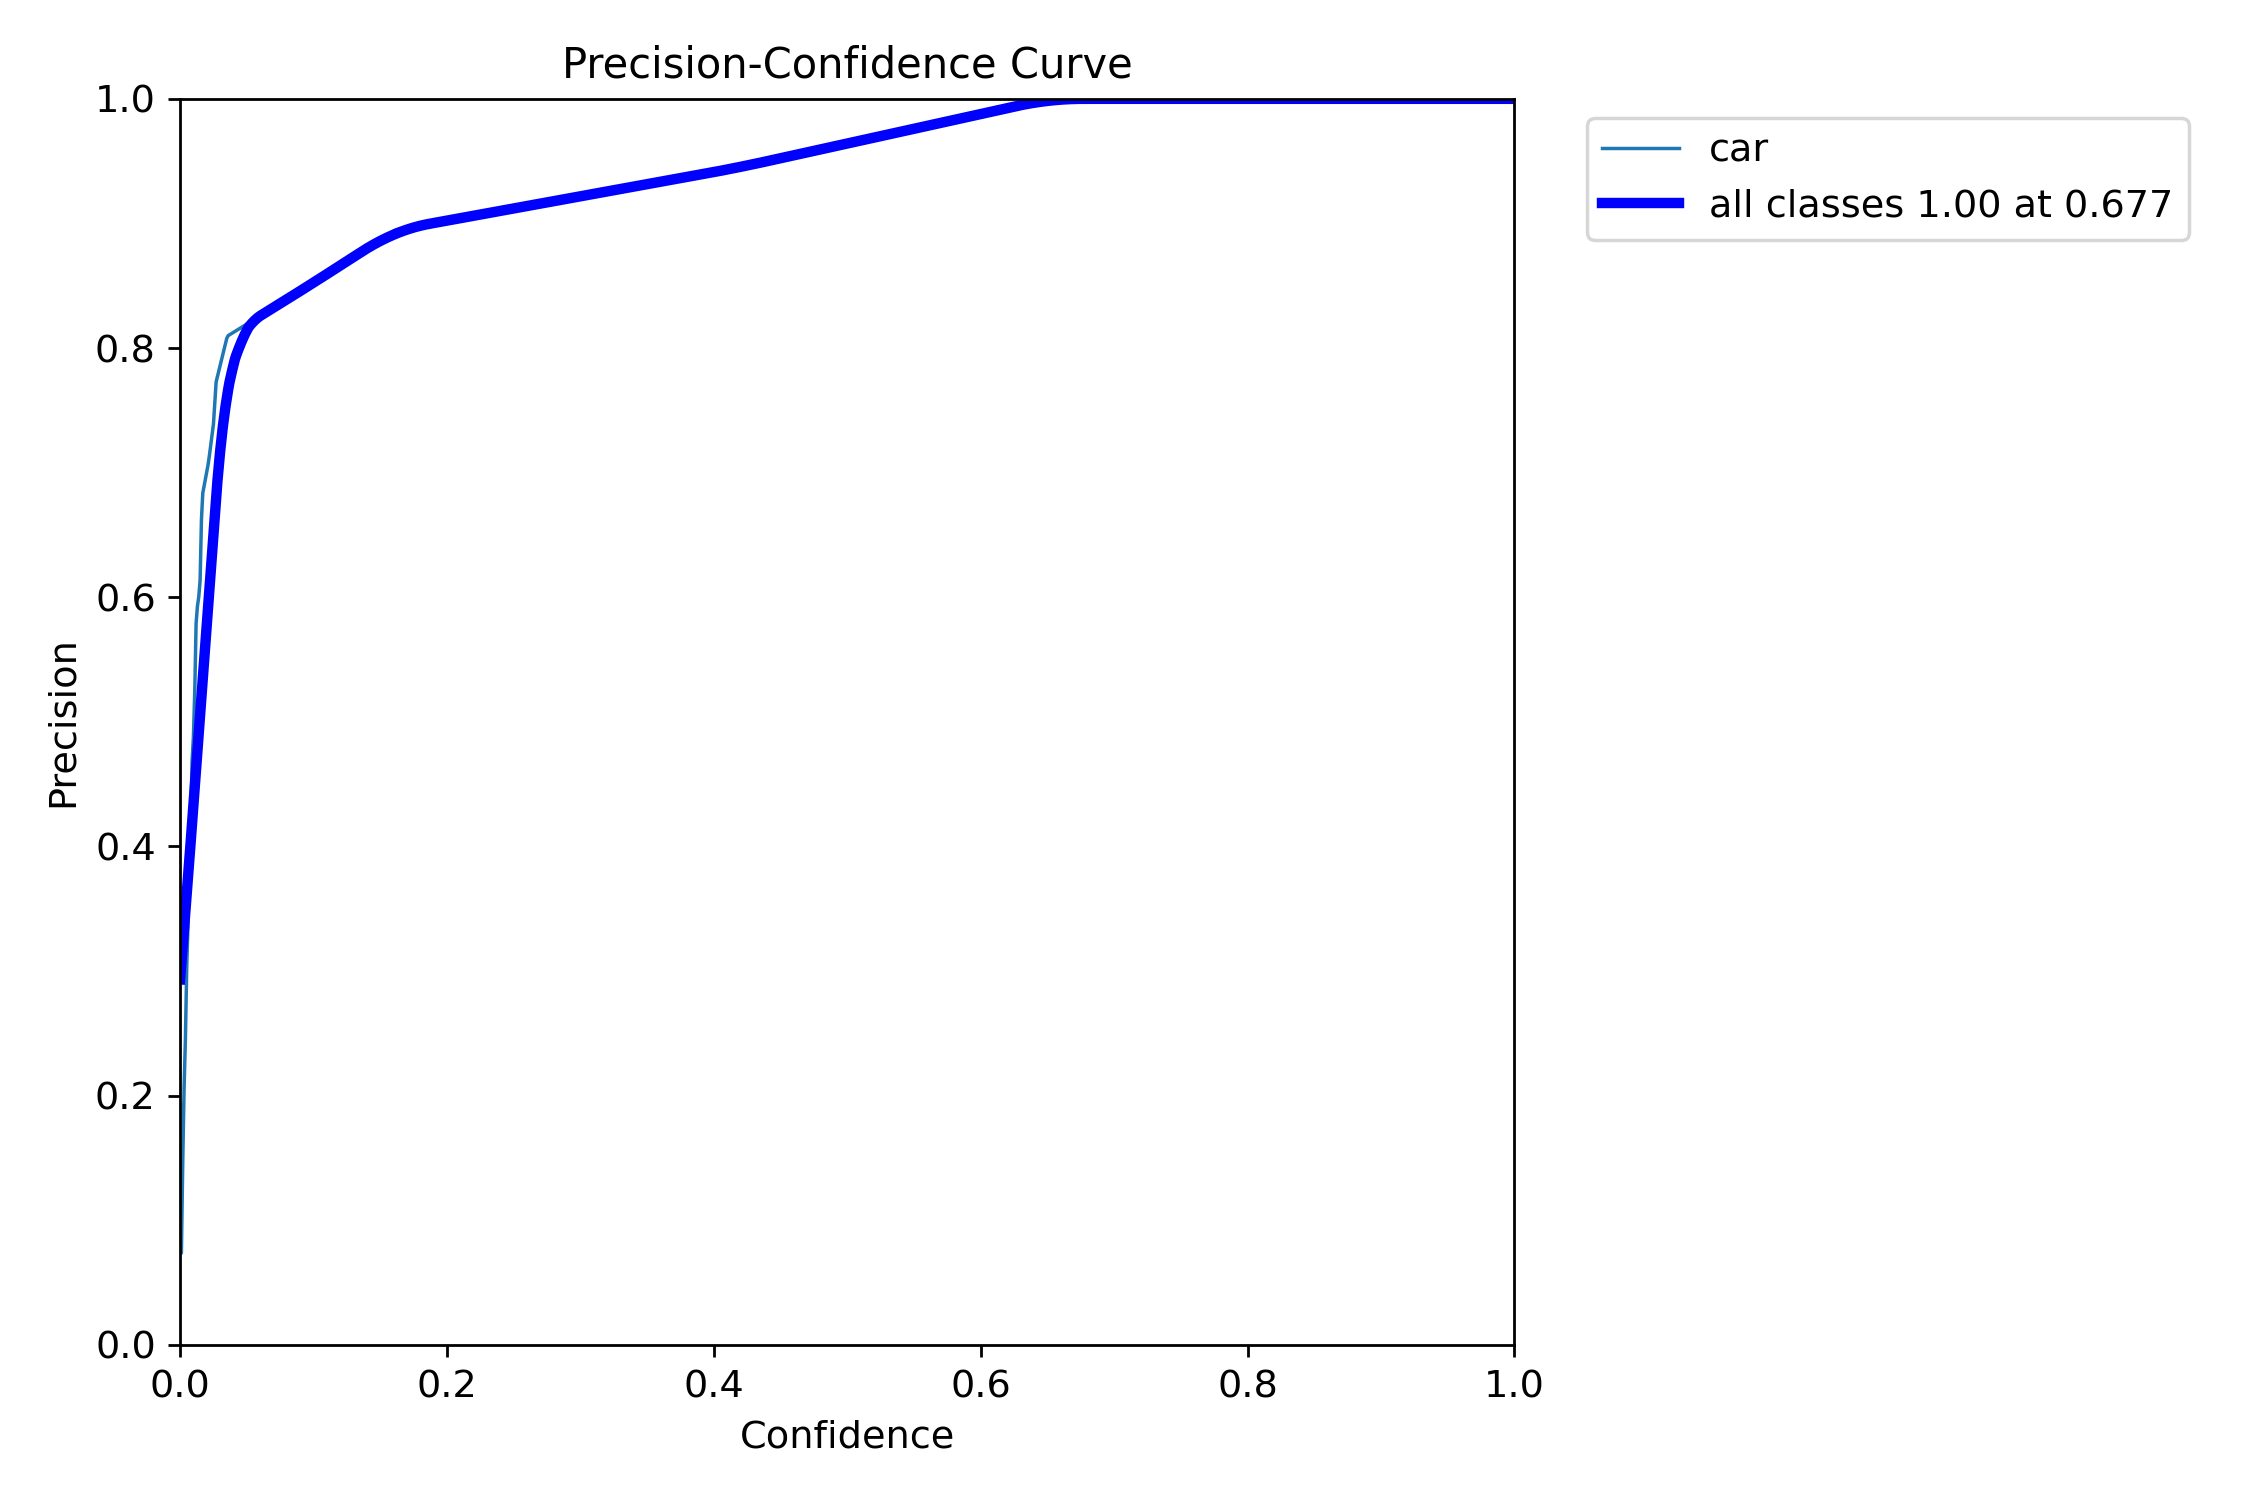 Precision-Confidence Curve
1.0
0.8
0.6
0.4
0.2
0.0
Precision
0.0 0.2 0.4 0.6 0.8 1.0
Confidence
car
all classes 1.00 at 0.677